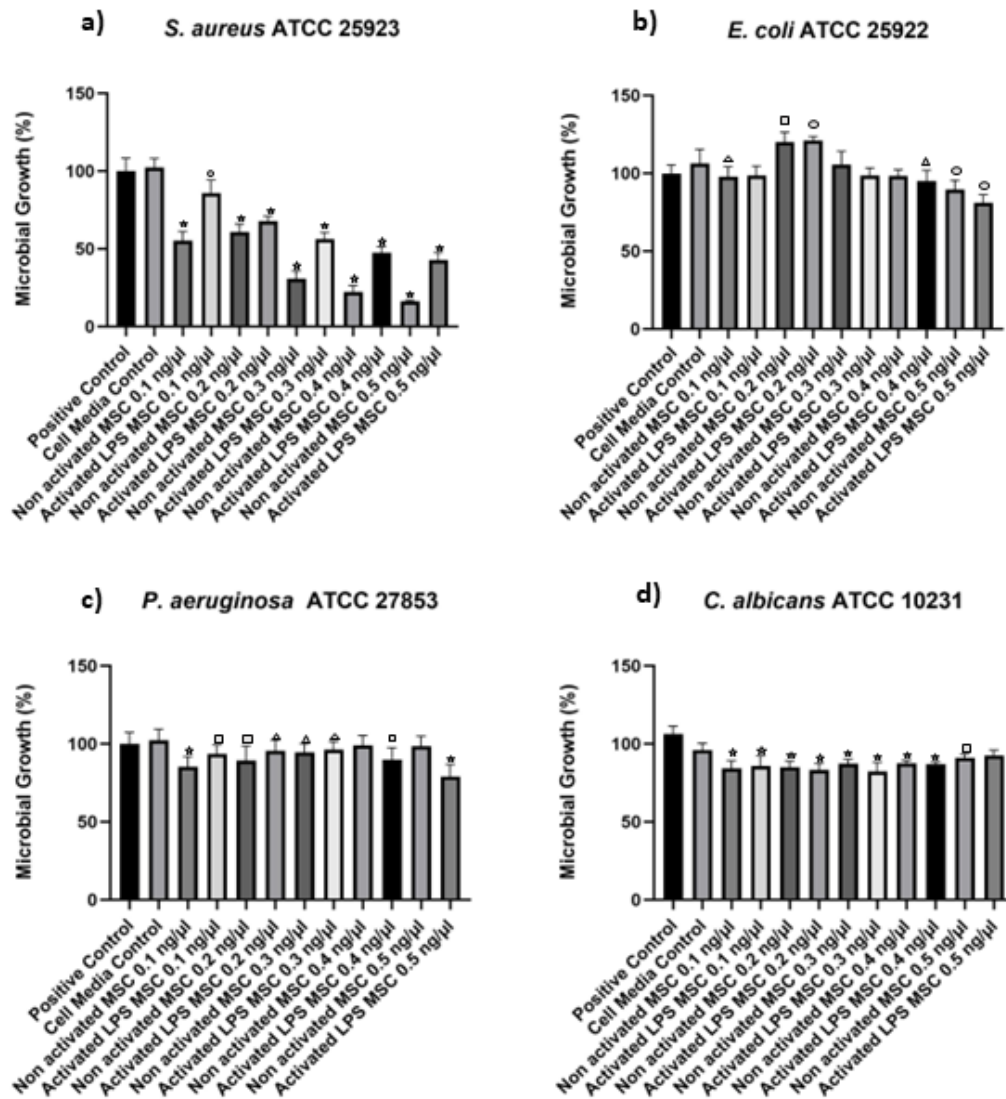 a)
S. aureus ATCC 25923
Microbial Growth (%)
150
100
50
0
Positive Control
Cell Media Control
Non activated MSC 0.1 ng/µl
Activated LPS MSC 0.1 ng/µl
Non activated MSC 0.2 ng/µl
Activated LPS MSC 0.2 ng/µl
Non activated MSC 0.3 ng/µl
Activated LPS MSC 0.3 ng/µl
Non activated MSC 0.4 ng/µl
Activated LPS MSC 0.4 ng/µl
Non activated MSC 0.5 ng/µl
Activated LPS MSC 0.5 ng/µl
b)
E. coli ATCC 25922
Microbial Growth (%)
150
100
50
0
Positive Control
Cell Media Control
Non activated MSC 0.1 ng/µl
Activated LPS MSC 0.1 ng/µl
Non activated MSC 0.2 ng/µl
Activated LPS MSC 0.2 ng/µl
Non activated MSC 0.3 ng/µl
Activated LPS MSC 0.3 ng/µl
Non activated MSC 0.4 ng/µl
Activated LPS MSC 0.4 ng/µl
Non activated MSC 0.5 ng/µl
Activated LPS MSC 0.5 ng/µl
c)
P. aeruginosa ATCC 27853
Microbial Growth (%)
150
100
50
0
Positive Control
Cell Media Control
Non activated MSC 0.1 ng/µl
Activated LPS MSC 0.1 ng/µl
Non activated MSC 0.2 ng/µl
Activated LPS MSC 0.2 ng/µl
Non activated MSC 0.3 ng/µl
Activated LPS MSC 0.3 ng/µl
Non activated MSC 0.4 ng/µl
Activated LPS MSC 0.4 ng/µl
Non activated MSC 0.5 ng/µl
Activated LPS MSC 0.5 ng/µl
d)
C. albicans ATCC 10231
Microbial Growth (%)
150
100
50
0
Positive Control
Cell Media Control
Non activated MSC 0.1 ng/µl
Activated LPS MSC 0.1 ng/µl
Non activated MSC 0.2 ng/µl
Activated LPS MSC 0.2 ng/µl
Non activated MSC 0.3 ng/µl
Activated LPS MSC 0.3 ng/µl
Non activated MSC 0.4 ng/µl
Activated LPS MSC 0.4 ng/µl
Non activated MSC 0.5 ng/µl
Activated LPS MSC 0.5 ng/µl